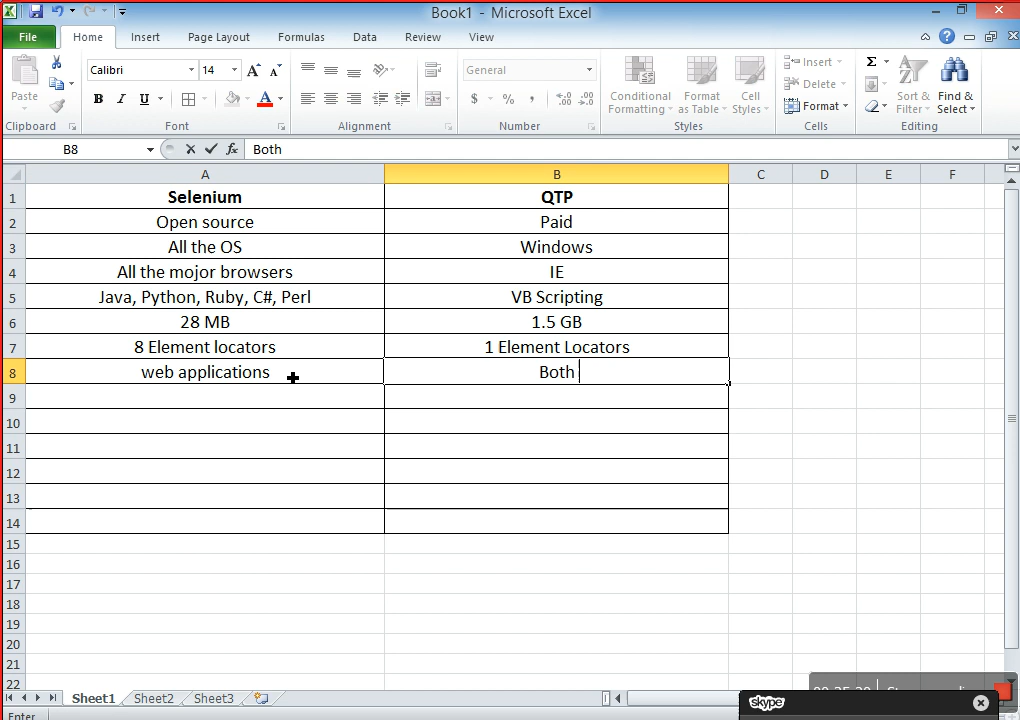 Book1 - Microsoft Excel
File Home Insert Page Layout Formulas Data Review View
Paste
Calibri 14
General
Conditional Formatting
Format as Table
Cell Styles
Insert
Delete
Format
Sort & Filter
Find & Select
Clipboard Font Alignment Number Styles Cells Editing
B8 fx Both
A B C D E F
1 Selenium QTP
2 Open source Paid
3 All the OS Windows
4 All the mojor browsers IE
5 Java, Python, Ruby, C#, Perl VB Scripting
6 28 MB 1.5 GB
7 8 Element locators 1 Element Locators
8 web applications Both
9
10
11
12
13
14
15
16
17
18
19
20
21
22
Sheet1 Sheet2 Sheet3
skype
Enter